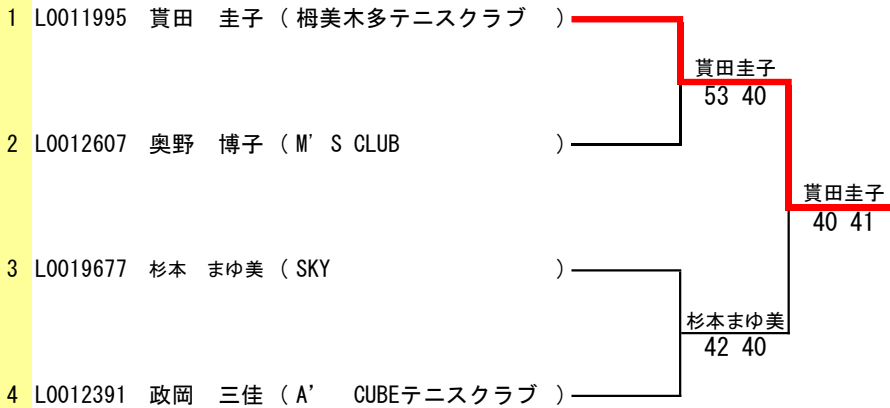 1 L0011995 貰田 圭子 ( 栂美木多テニスクラブ )
貰田圭子
53 40
2 L0012607 奥野 博子 ( M' S CLUB )
貰田圭子
40 41
3 L0019677 杉本 まゆ美 ( SKY )
杉本まゆ美
42 40
4 L0012391 政岡 三佳 ( A' CUBEテニスクラブ )